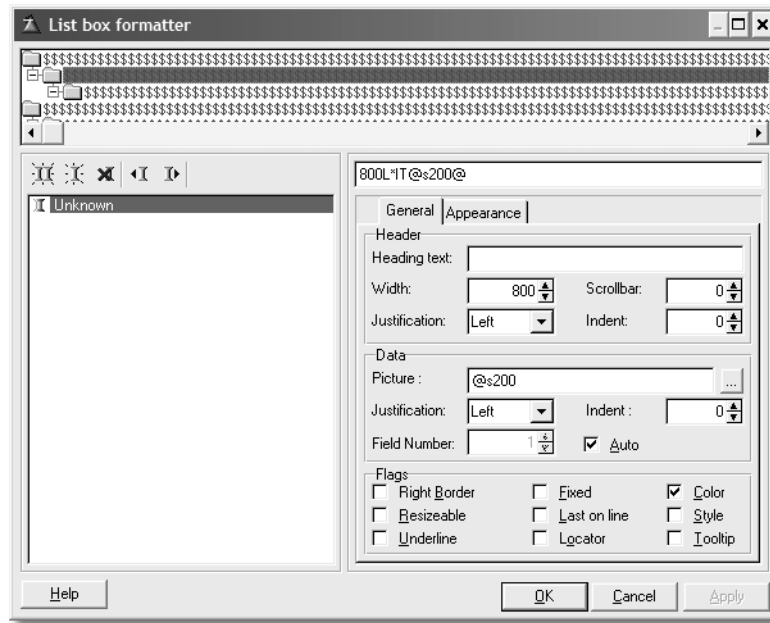 List box formatter
$$$$$$$$$$$$$$$$$$$$$$$$$$$$$$$$$$$$$$$$$$$$$$$$$$$$$$$$$$$$$$$$$$$$$$$$$$$$$$$$$$$$$$$$$$$$$$$$$$$$$$$$$$$$$$$$$$$$$$$$$
$$$$$$$$$$$$$$$$$$$$$$$$$$$$$$$$$$$$$$$$$$$$$$$$$$$$$$$$$$$$$$$$$$$$$$$$$$$$$$$$$$$$$$$$$$$$$$$$$$$$$$$$$$$$$$$$$$$$$
$$$$$$$$$$$$$$$$$$$$$$$$$$$$$$$$$$$$$$$$$$$$$$$$$$$$$$$$$$$$$$$$$$$$$$$$$$$$$$$$$$$$$$$$$$$$$$$$$$$$$$$$$$$$$$$$$$
$$$$$$$$$$$$$$$$$$$$$$$$$$$$$$$$$$$$$$$$$$$$$$$$$$$$$$$$$$$$$$$$$$$$$$$$$$$$$$$$$$$$$$$$$$$$$$$$$$$$$$$$$$$$$$$$$$$$$$$$$
800L*IT@s200@
Unknown
General Appearance
Header
Heading text:
Width: 800 Scrollbar: 0
Justification: Left Indent: 0
Data
Picture : @s200 ...
Justification: Left Indent : 0
Field Number: 1 Auto
Flags
Right Border Fixed Color
Resizeable Last on line Style
Underline Locator Tooltip
Help OK Cancel Apply